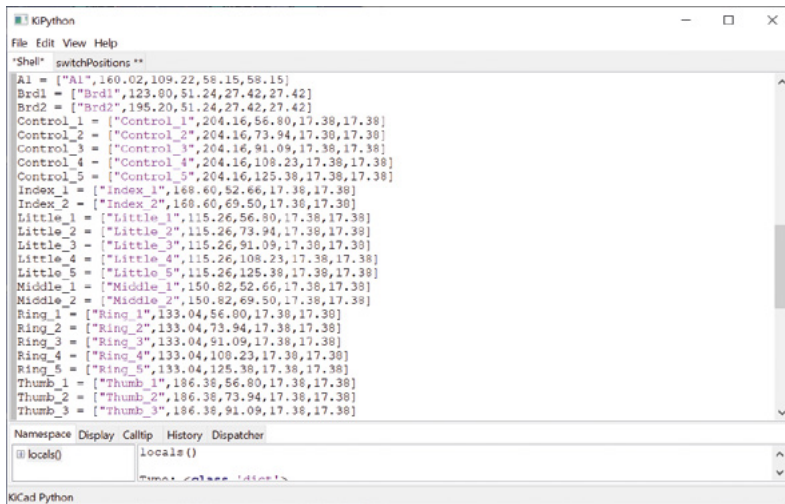 KiPython
File Edit View Help
*Shell* switchPositions **
A1 = ["A1",160.02,109.22,58.15,58.15]
Brd1 = ["Brd1",123.80,51.24,27.42,27.42]
Brd2 = ["Brd2",195.20,51.24,27.42,27.42]
Control_1 = ["Control_1",204.16,56.80,17.38,17.38]
Control_2 = ["Control_2",204.16,73.94,17.38,17.38]
Control_3 = ["Control_3",204.16,91.09,17.38,17.38]
Control_4 = ["Control_4",204.16,108.23,17.38,17.38]
Control_5 = ["Control_5",204.16,125.38,17.38,17.38]
Index_1 = ["Index_1",168.60,52.66,17.38,17.38]
Index_2 = ["Index_2",168.60,69.50,17.38,17.38]
Little_1 = ["Little_1",115.26,56.80,17.38,17.38]
Little_2 = ["Little_2",115.26,73.94,17.38,17.38]
Little_3 = ["Little_3",115.26,91.09,17.38,17.38]
Little_4 = ["Little_4",115.26,108.23,17.38,17.38]
Little_5 = ["Little_5",115.26,125.38,17.38,17.38]
Middle_1 = ["Middle_1",150.82,52.66,17.38,17.38]
Middle_2 = ["Middle_2",150.82,69.50,17.38,17.38]
Ring_1 = ["Ring_1",133.04,56.80,17.38,17.38]
Ring_2 = ["Ring_2",133.04,73.94,17.38,17.38]
Ring_3 = ["Ring_3",133.04,91.09,17.38,17.38]
Ring_4 = ["Ring_4",133.04,108.23,17.38,17.38]
Ring_5 = ["Ring_5",133.04,125.38,17.38,17.38]
Thumb_1 = ["Thumb_1",186.38,56.80,17.38,17.38]
Thumb_2 = ["Thumb_2",186.38,73.94,17.38,17.38]
Thumb_3 = ["Thumb_3",186.38,91.09,17.38,17.38]
Namespace Display Calltip History Dispatcher
locals() locals()
Type: <class 'dict'>
KiCad Python